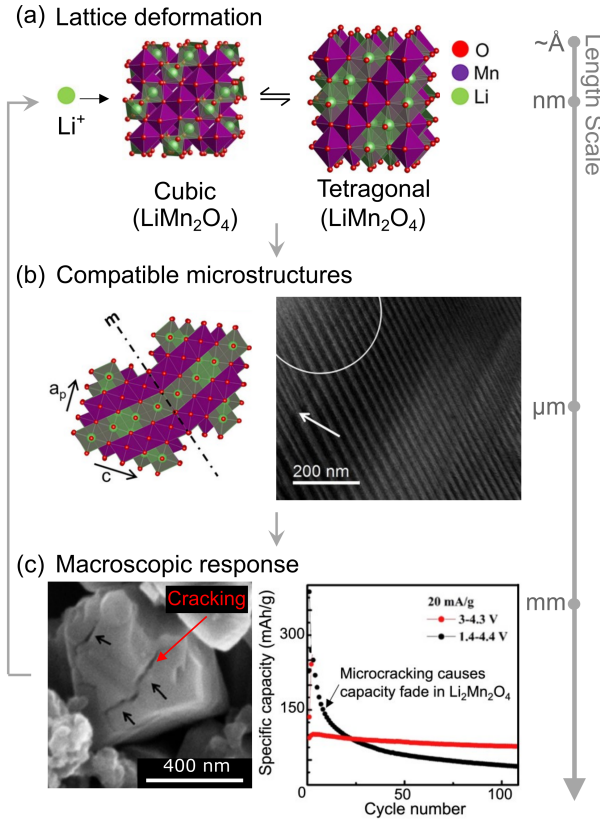 (a) Lattice deformation
~Å
Length Scale
O
Mn
Li
nm
Li⁺
Cubic
(LiMn₂O₄)
Tetragonal
(LiMn₂O₄)
(b) Compatible microstructures
m
aₚ
c
200 nm
µm
(c) Macroscopic response
mm
Cracking
400 nm
Specific capacity (mAh/g)
300
150
0
50
100
Cycle number
20 mA/g
3-4.3 V
1.4-4.4 V
Microcracking causes
capacity fade in Li₂Mn₂O₄